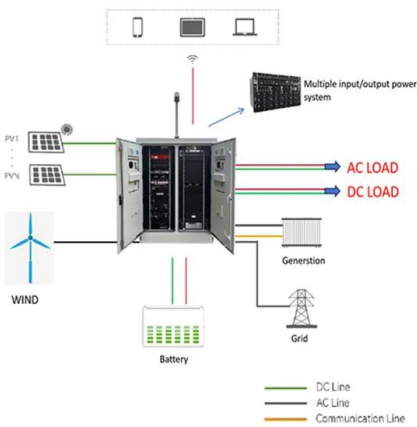 Multiple input/output power
system
PV1
PVN
AC LOAD
DC LOAD
WIND
Generstion
Battery
Grid
DC Line
AC Line
Communication Line